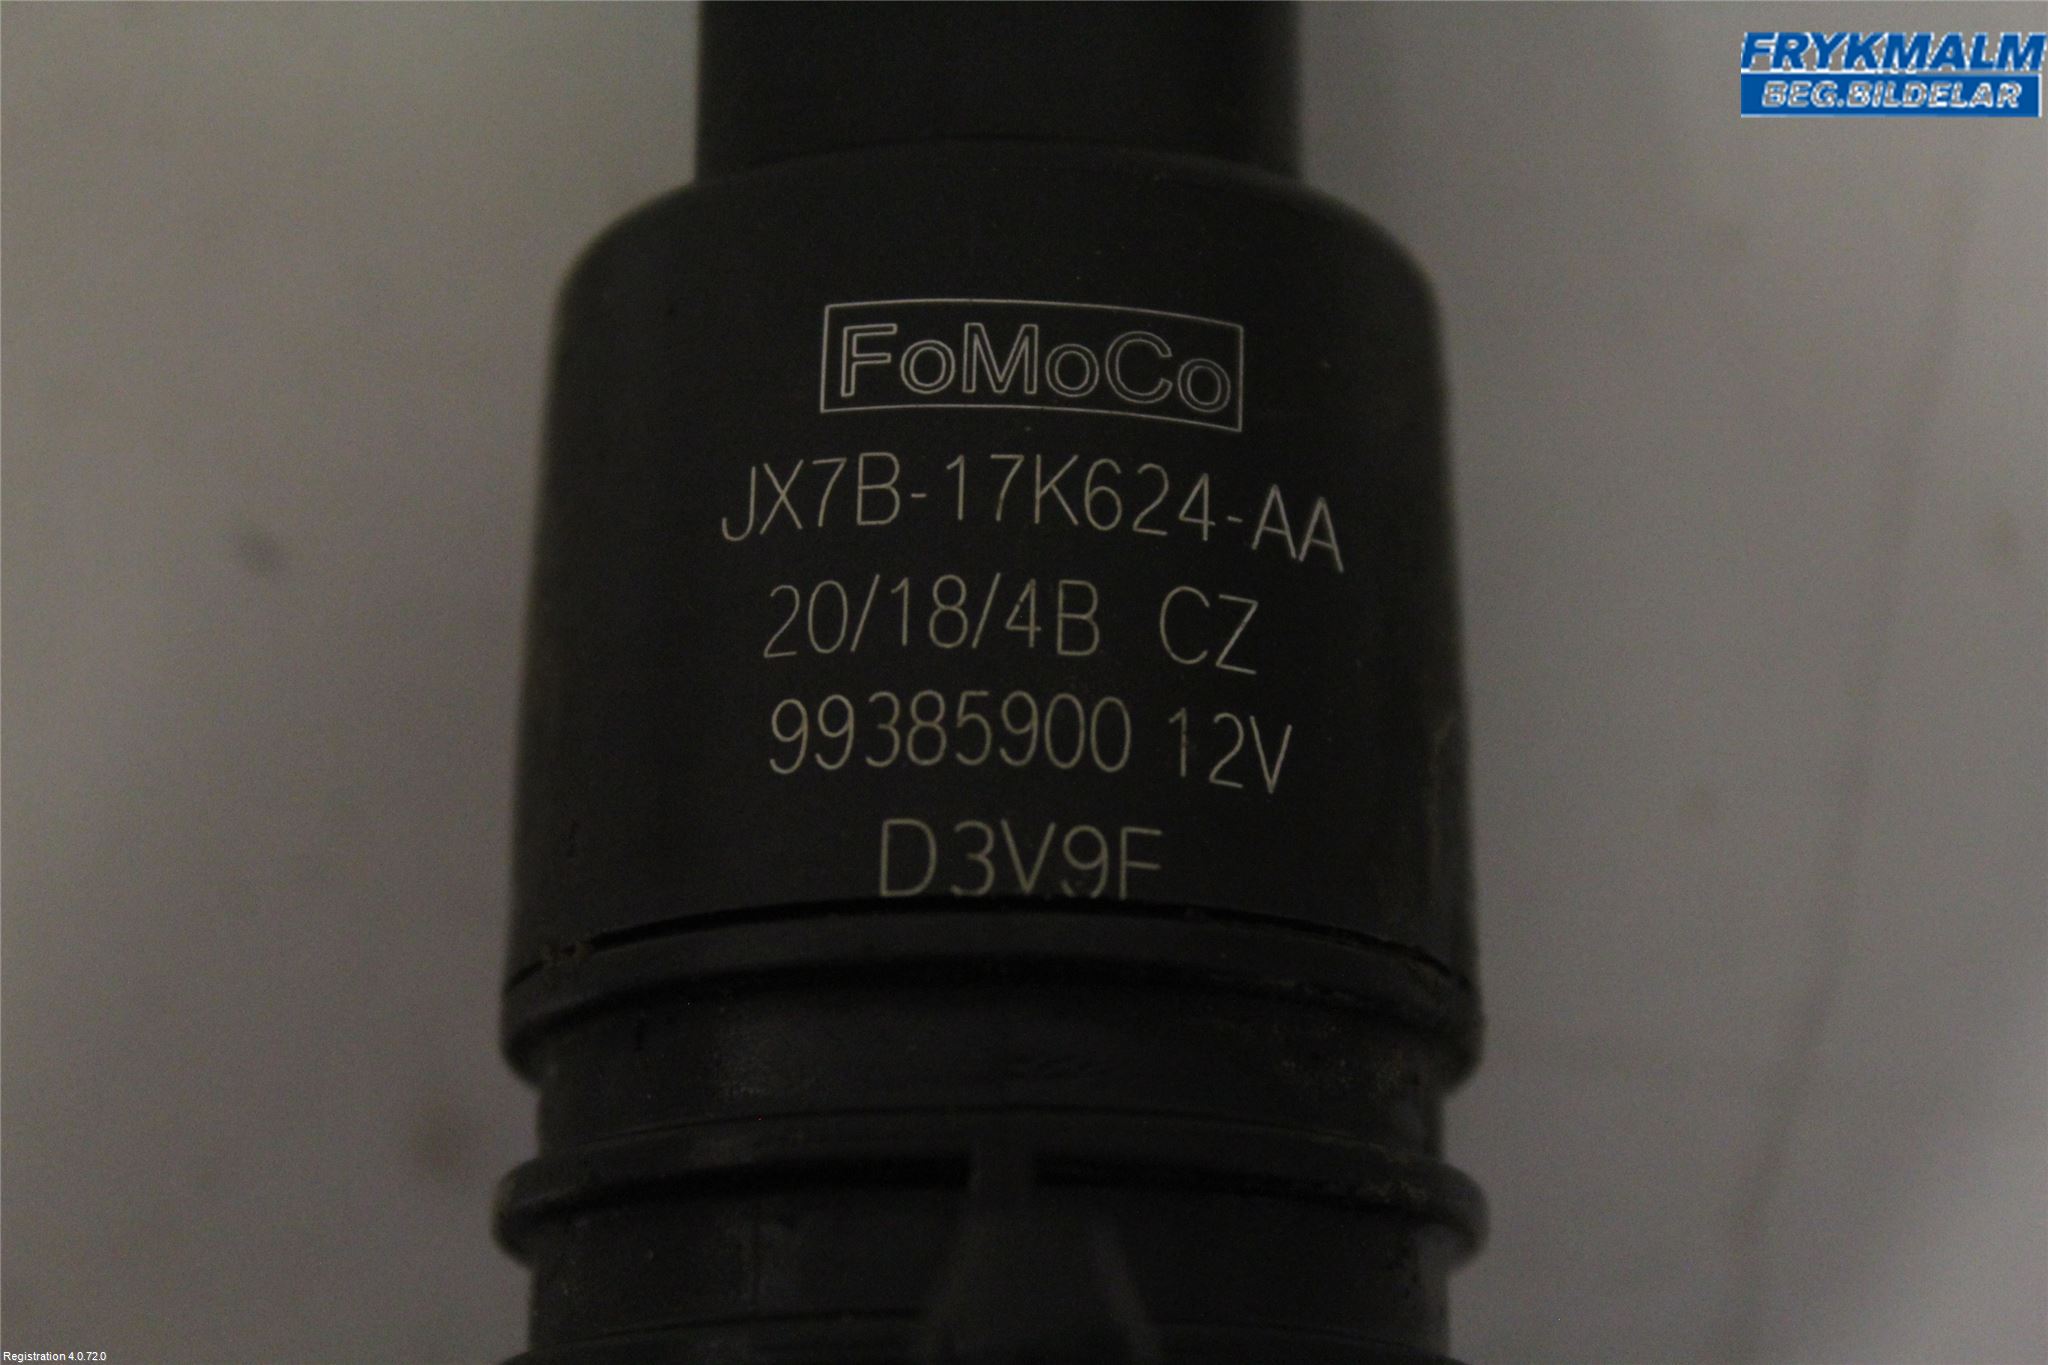 FRYKMALM
BEG.BILDELAR
FoMoCo
JX7B-17K624-AA
20/18/4B CZ
99385900 12V
D3V9F
Registration 4.0.72.0